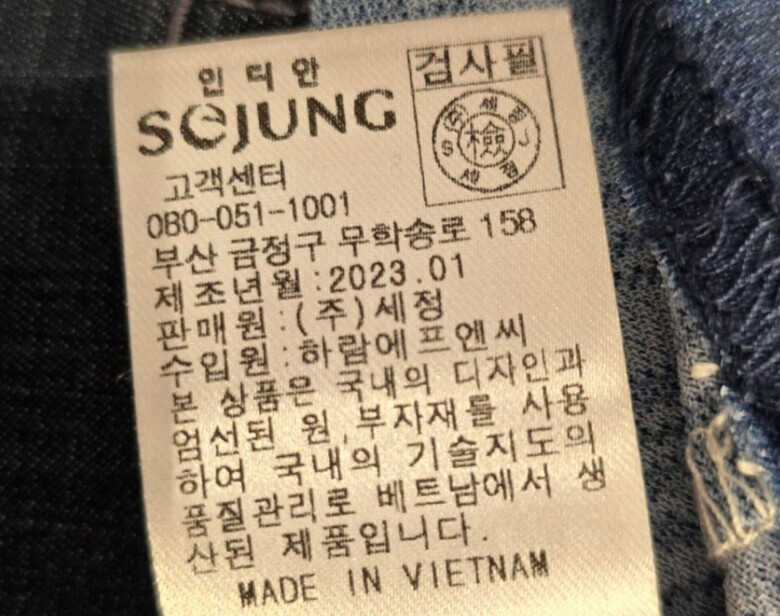 인디안
SEJUNG
검사필
(주)세정
檢
S J
세정
고객센터
080-051-1001
부산 금정구 무학송로 158
제조년월:2023.01
판매원:(주)세정
수입원:하람에프엔씨
본 상품은 국내의 디자인과
엄선된 원,부자재를 사용
하여 국내의 기술지도의
품질관리로 베트남에서 생
산된 제품입니다.
MADE IN VIETNAM